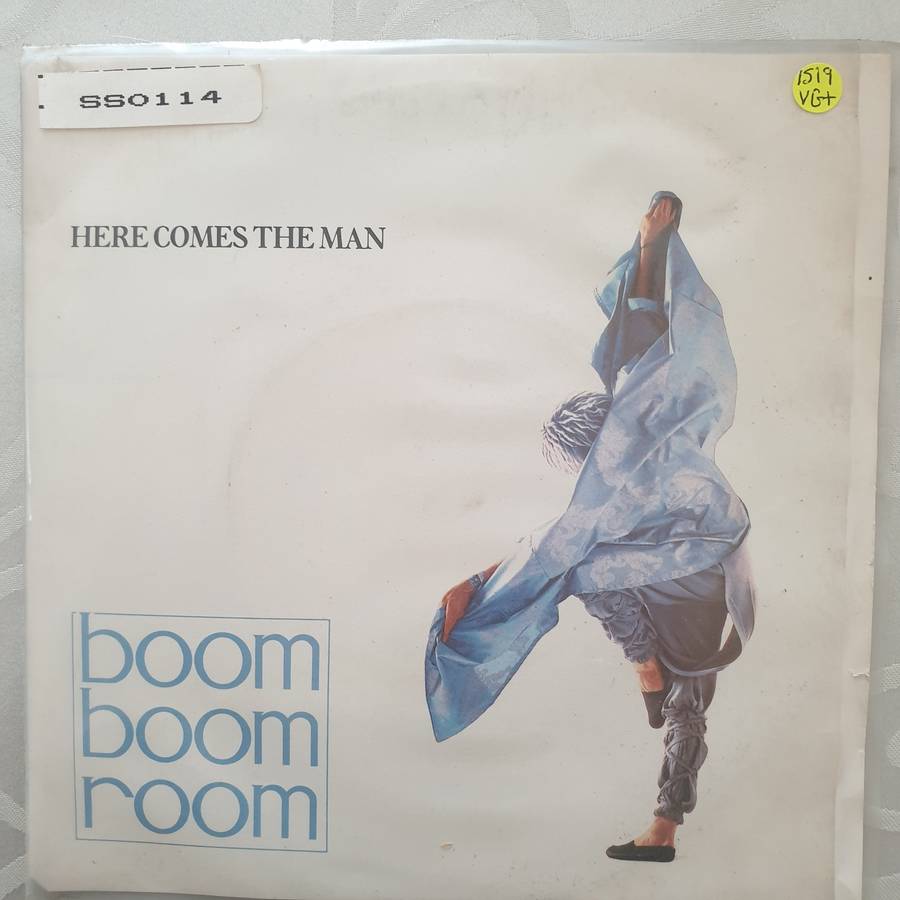 SS0114
1519
VG+
HERE COMES THE MAN
boom
boom
room